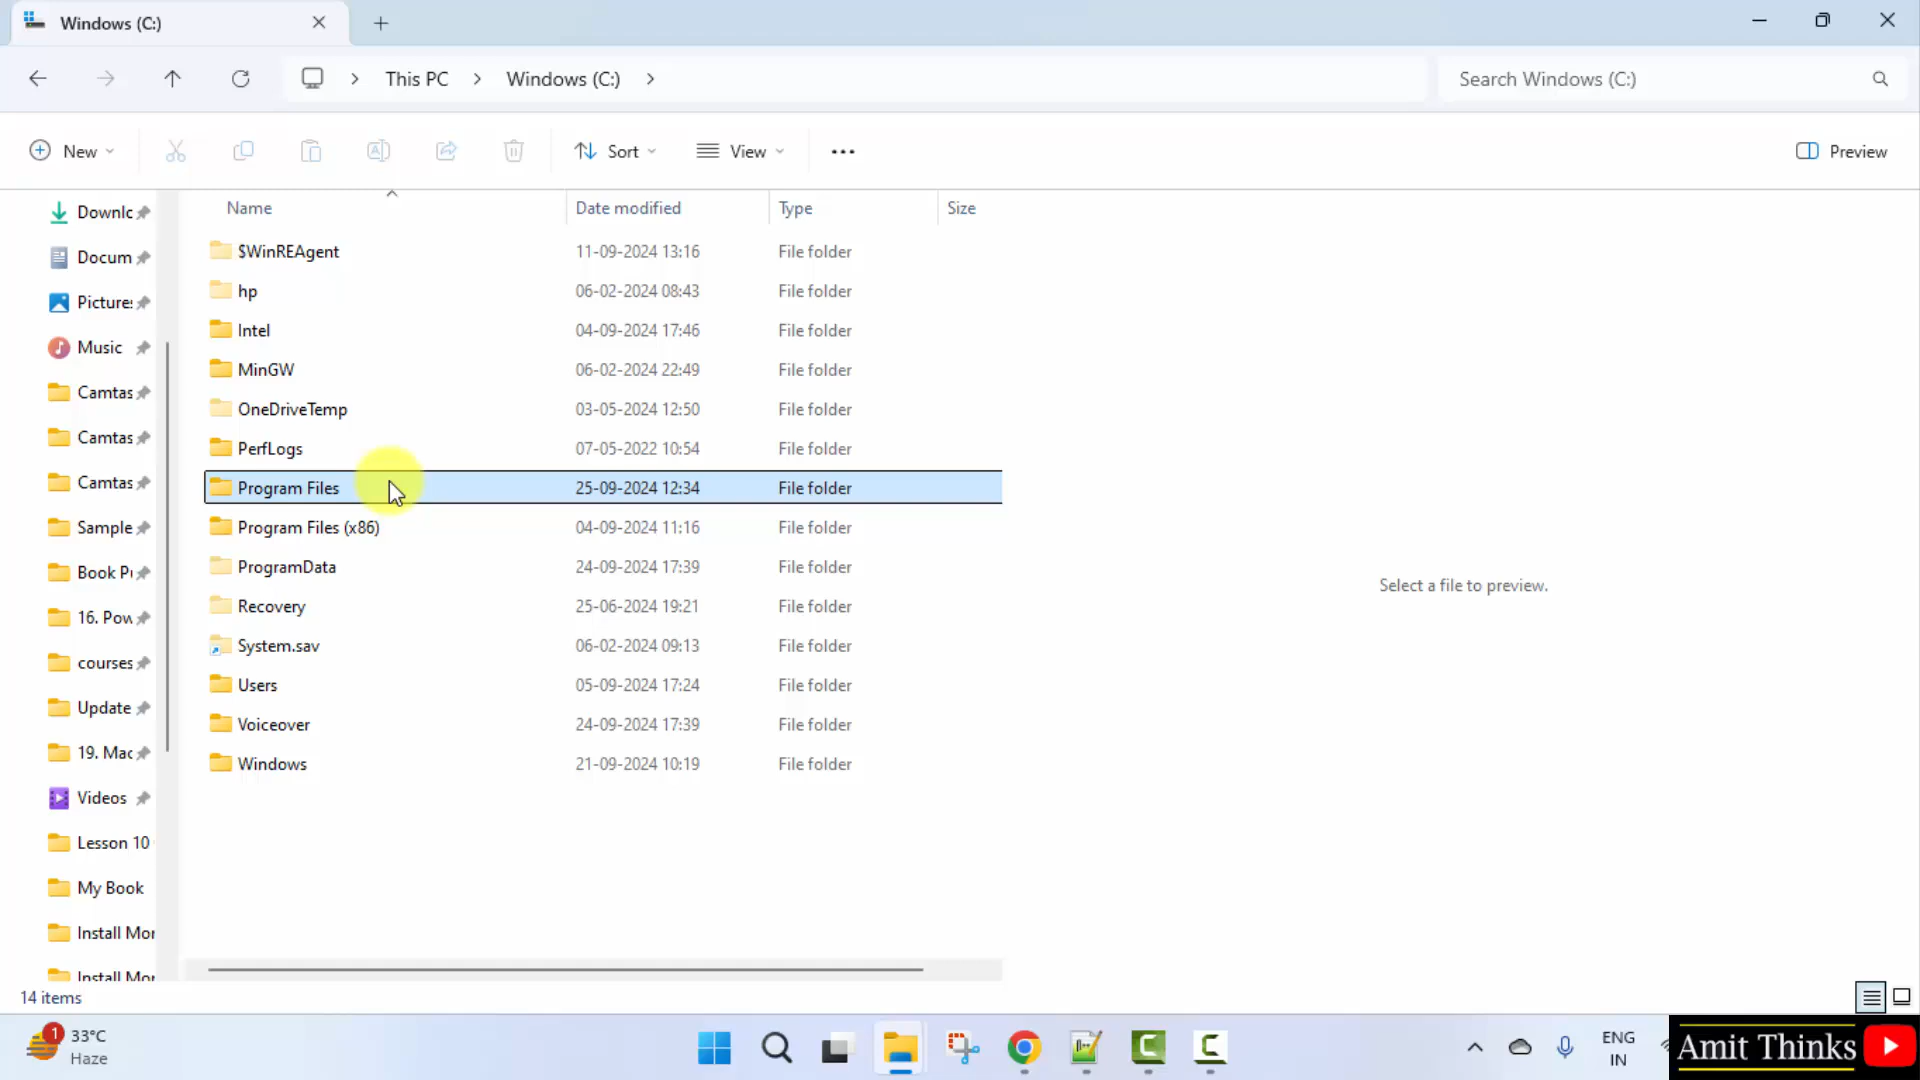 Windows (C:)
This PC
Windows (C:)
Search Windows (C:)
New
Sort
View
Preview
Name
Date modified
Type
Size
$WinREAgent 11-09-2024 13:16 File folder
hp 06-02-2024 08:43 File folder
Intel 04-09-2024 17:46 File folder
MinGW 06-02-2024 22:49 File folder
OneDriveTemp 03-05-2024 12:50 File folder
PerfLogs 07-05-2022 10:54 File folder
Program Files 25-09-2024 12:34 File folder
Program Files (x86) 04-09-2024 11:16 File folder
ProgramData 24-09-2024 17:39 File folder
Recovery 25-06-2024 19:21 File folder
System.sav 06-02-2024 09:13 File folder
Users 05-09-2024 17:24 File folder
Voiceover 24-09-2024 17:39 File folder
Windows 21-09-2024 10:19 File folder
Downlc
Docum
Pictures
Music
Camtas
Camtas
Camtas
Sample
Book Pu
16. Pow
courses
Update
19. Mac
Videos
Lesson 10
My Book
Install Mor
Install Mor
Select a file to preview.
14 items
1
33°C
Haze
ENG
IN
Amit Thinks